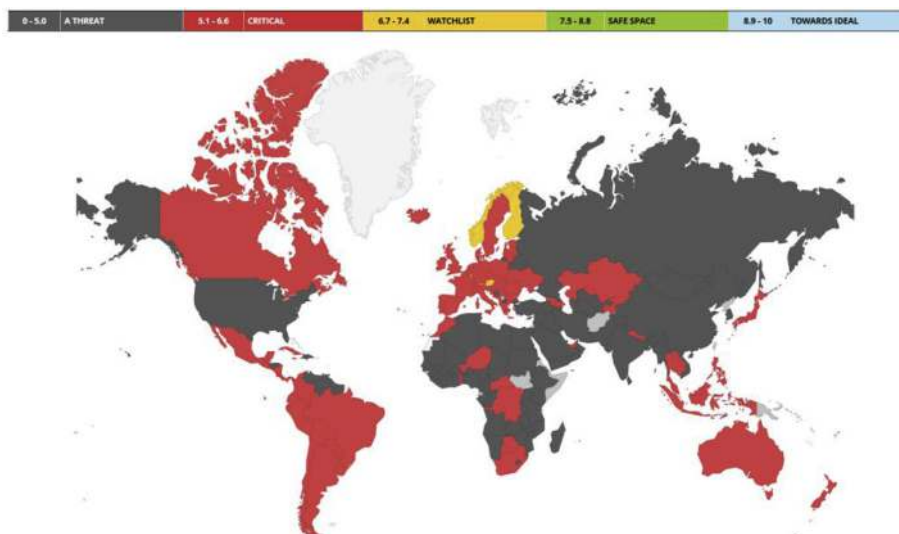 0 - 5.0 A THREAT 5.1 - 6.6 CRITICAL 6.7 - 7.4 WATCHLIST 7.5 - 8.8 SAFE SPACE 8.9 - 10 TOWARDS IDEAL